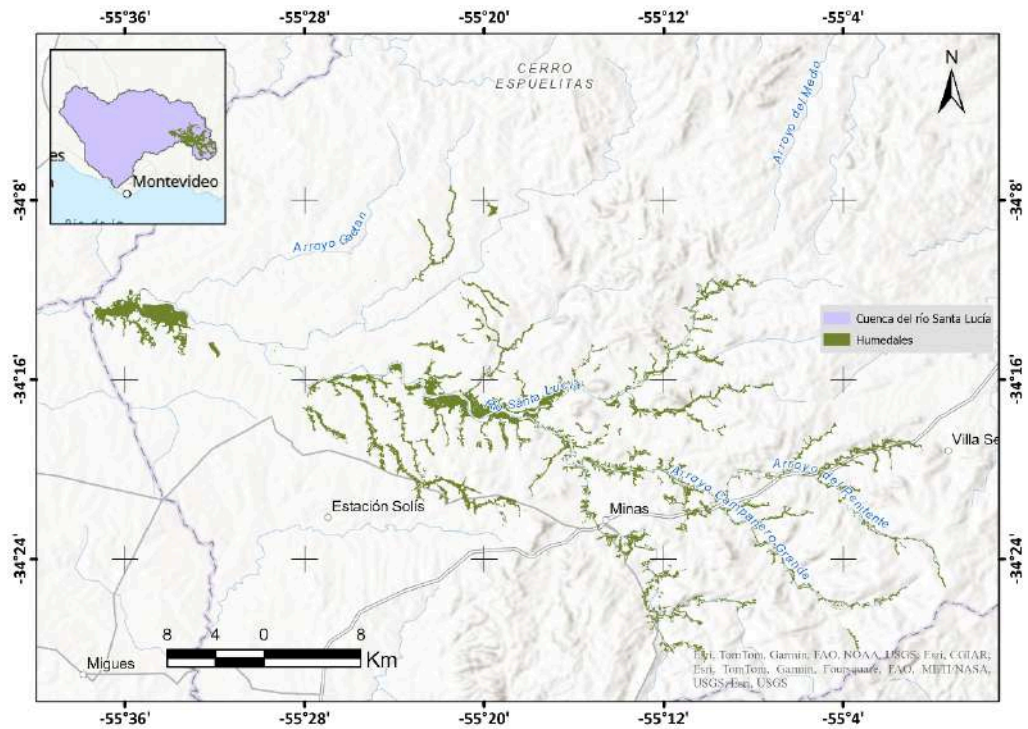 -55°36'
-55°28'
-55°20'
-55°12'
-55°4'
CERRO
ESPUELITAS
N
Arroyo del Medio
Montevideo
-34°8'
-34°8'
Arroyo Gaetán
Cuenca del río Santa Lucía
Humedales
-34°16'
-34°16'
Río Santa Lucía
Villa Se
Arroyo del Penitente
Arroyo Campanero Grande
Estación Solís
Minas
-34°24'
-34°24'
8 4 0 8
Km
Migues
Esri, TomTom, Garmin, FAO, NOAA, USGS, Esri, CGIAR,
Esri, TomTom, Garmin, Foursquare, FAO, METI/NASA,
USGS, Esri, USGS
-55°36'
-55°28'
-55°20'
-55°12'
-55°4'